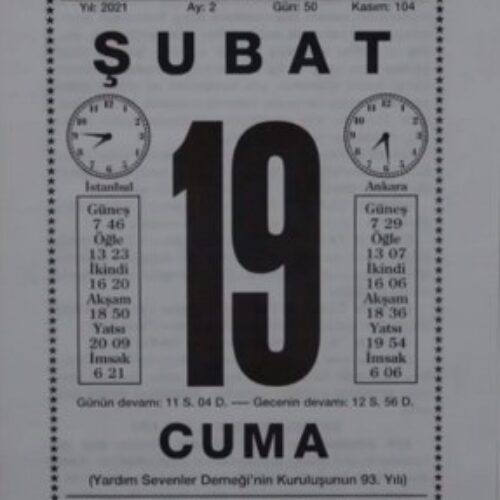 Yıl: 2021 Ay: 2 Gün: 50 Kasım: 104
ŞUBAT
19
İstanbul
Güneş
7 46
Öğle
13 23
İkindi
16 20
Akşam
18 50
Yatsı
20 09
İmsak
6 21
Ankara
Güneş
7 29
Öğle
13 07
İkindi
16 06
Akşam
18 36
Yatsı
19 54
İmsak
6 06
Günün devamı: 11 S. 04 D. — Gecenin devamı: 12 S. 56 D.
CUMA
(Yardım Sevenler Derneği'nin Kuruluşunun 93. Yılı)